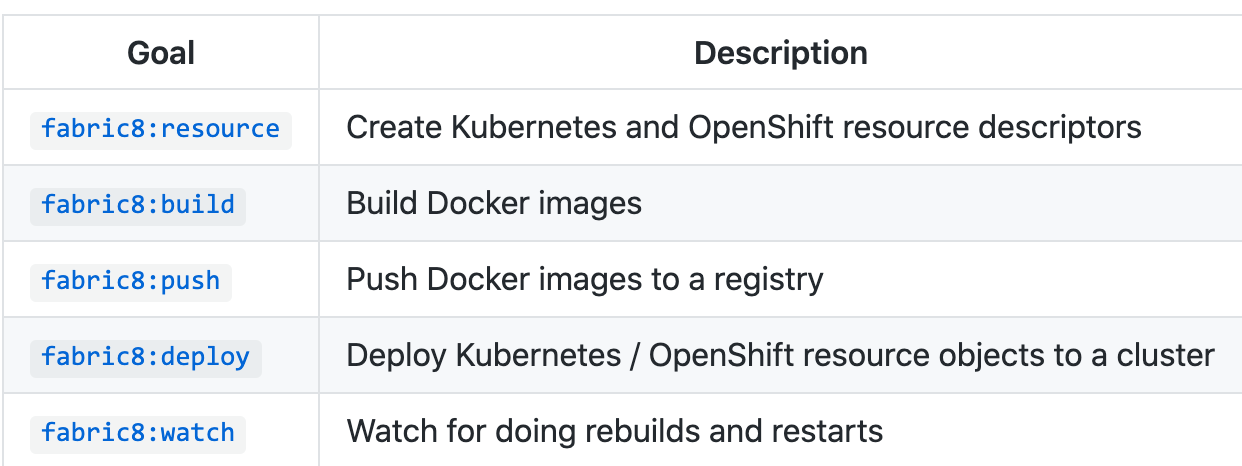 Goal Description
fabric8:resource Create Kubernetes and OpenShift resource descriptors
fabric8:build Build Docker images
fabric8:push Push Docker images to a registry
fabric8:deploy Deploy Kubernetes / OpenShift resource objects to a cluster
fabric8:watch Watch for doing rebuilds and restarts